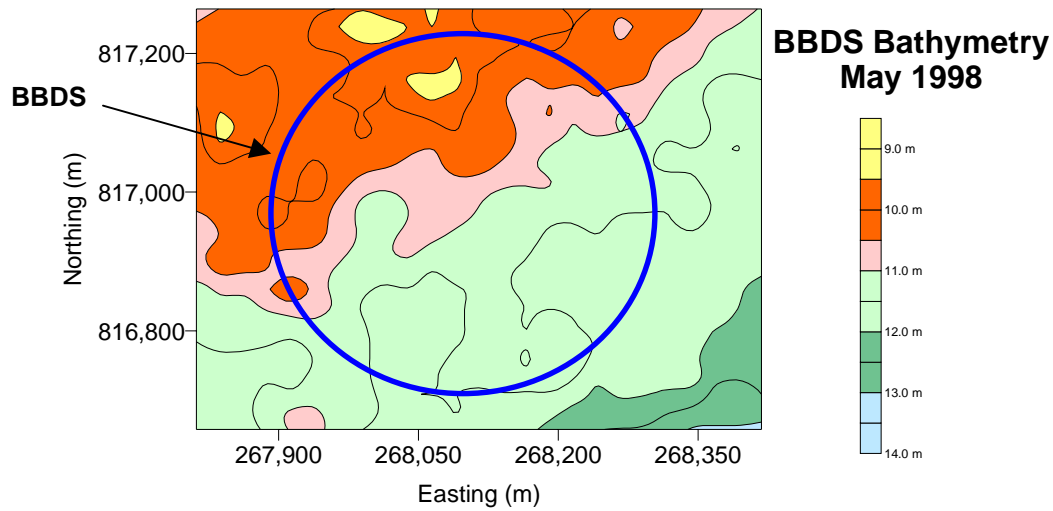 BBDS Bathymetry
May 1998
BBDS
817,200
817,000
816,800
Northing (m)
267,900
268,050
268,200
268,350
Easting (m)
9.0 m
10.0 m
11.0 m
12.0 m
13.0 m
14.0 m